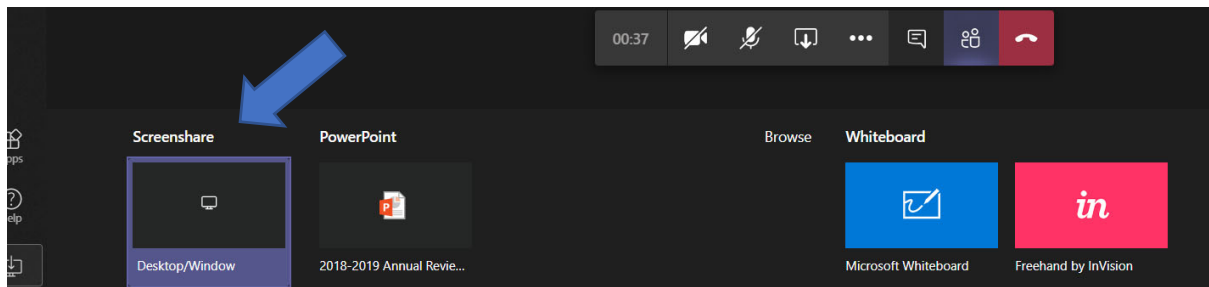 00:37
Screenshare
PowerPoint
Browse
Whiteboard
in
Desktop/Window
2018-2019 Annual Revie...
Microsoft Whiteboard
Freehand by InVision